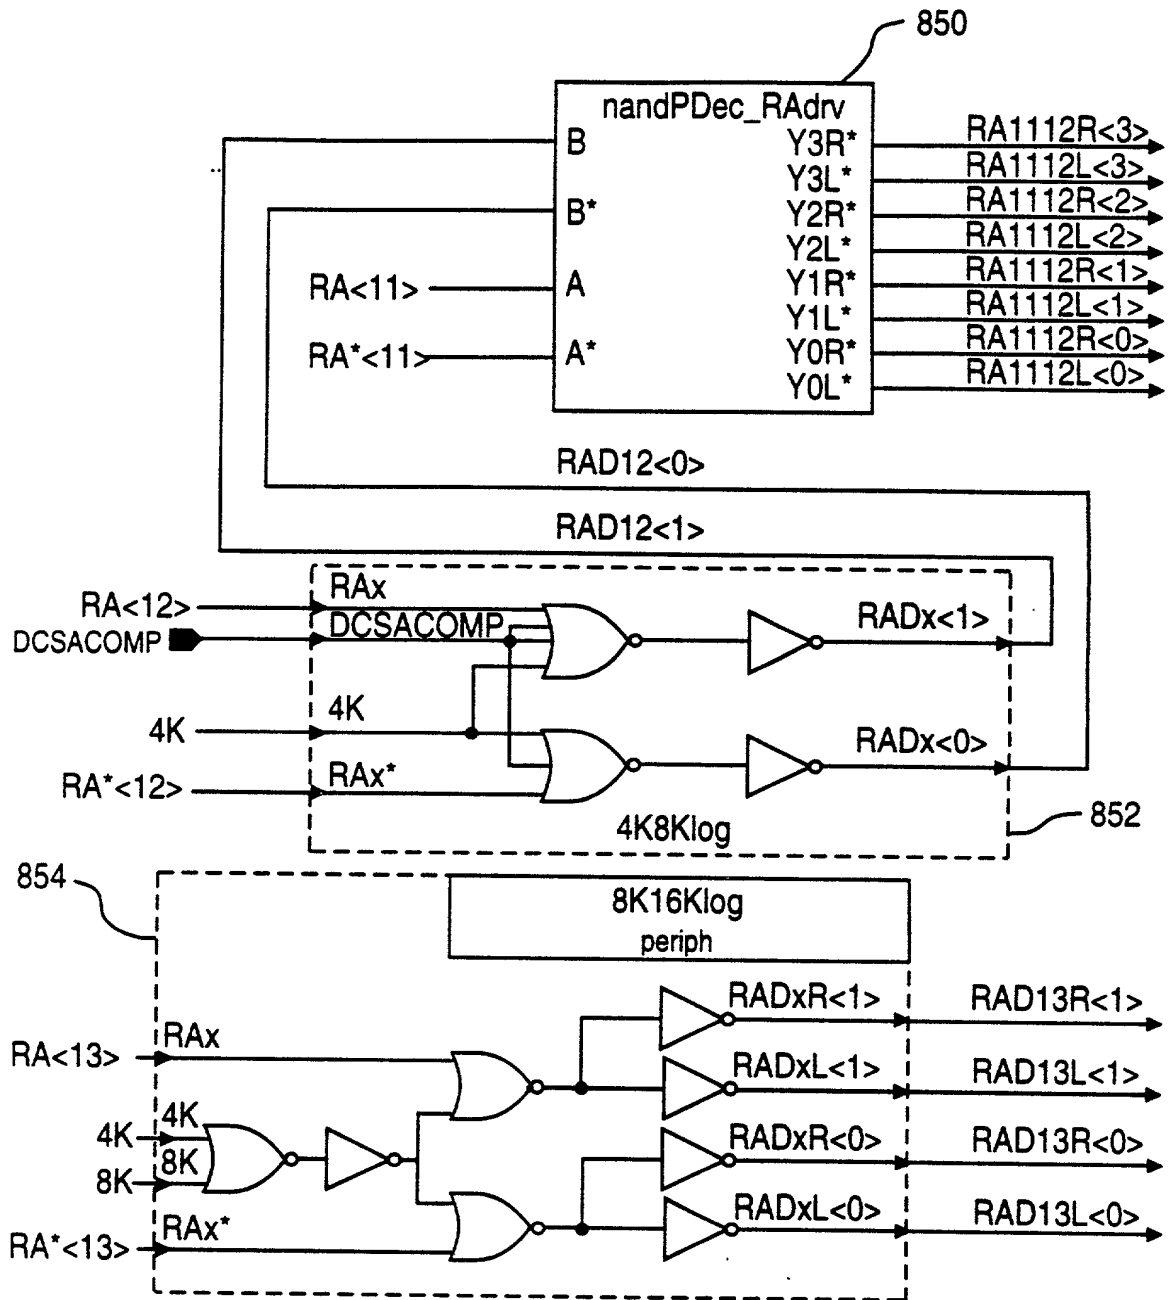 850
nandPDec_RAdrv
B Y3R* RA1112R<3>
Y3L* RA1112L<3>
B* Y2R* RA1112R<2>
Y2L* RA1112L<2>
RA<11> A Y1R* RA1112R<1>
Y1L* RA1112L<1>
RA*<11> A* Y0R* RA1112R<0>
Y0L* RA1112L<0>
RAD12<0>
RAD12<1>
RA<12> RAx RADx<1>
DCSACOMP DCSACOMP
4K 4K RADx<0>
RA*<12> RAx*
4K8Klog 852
854
8K16Klog
periph
RADxR<1> RAD13R<1>
RA<13> RAx
RADxL<1> RAD13L<1>
4K 4K RADxR<0> RAD13R<0>
8K 8K
RADxL<0> RAD13L<0>
RA*<13> RAx*